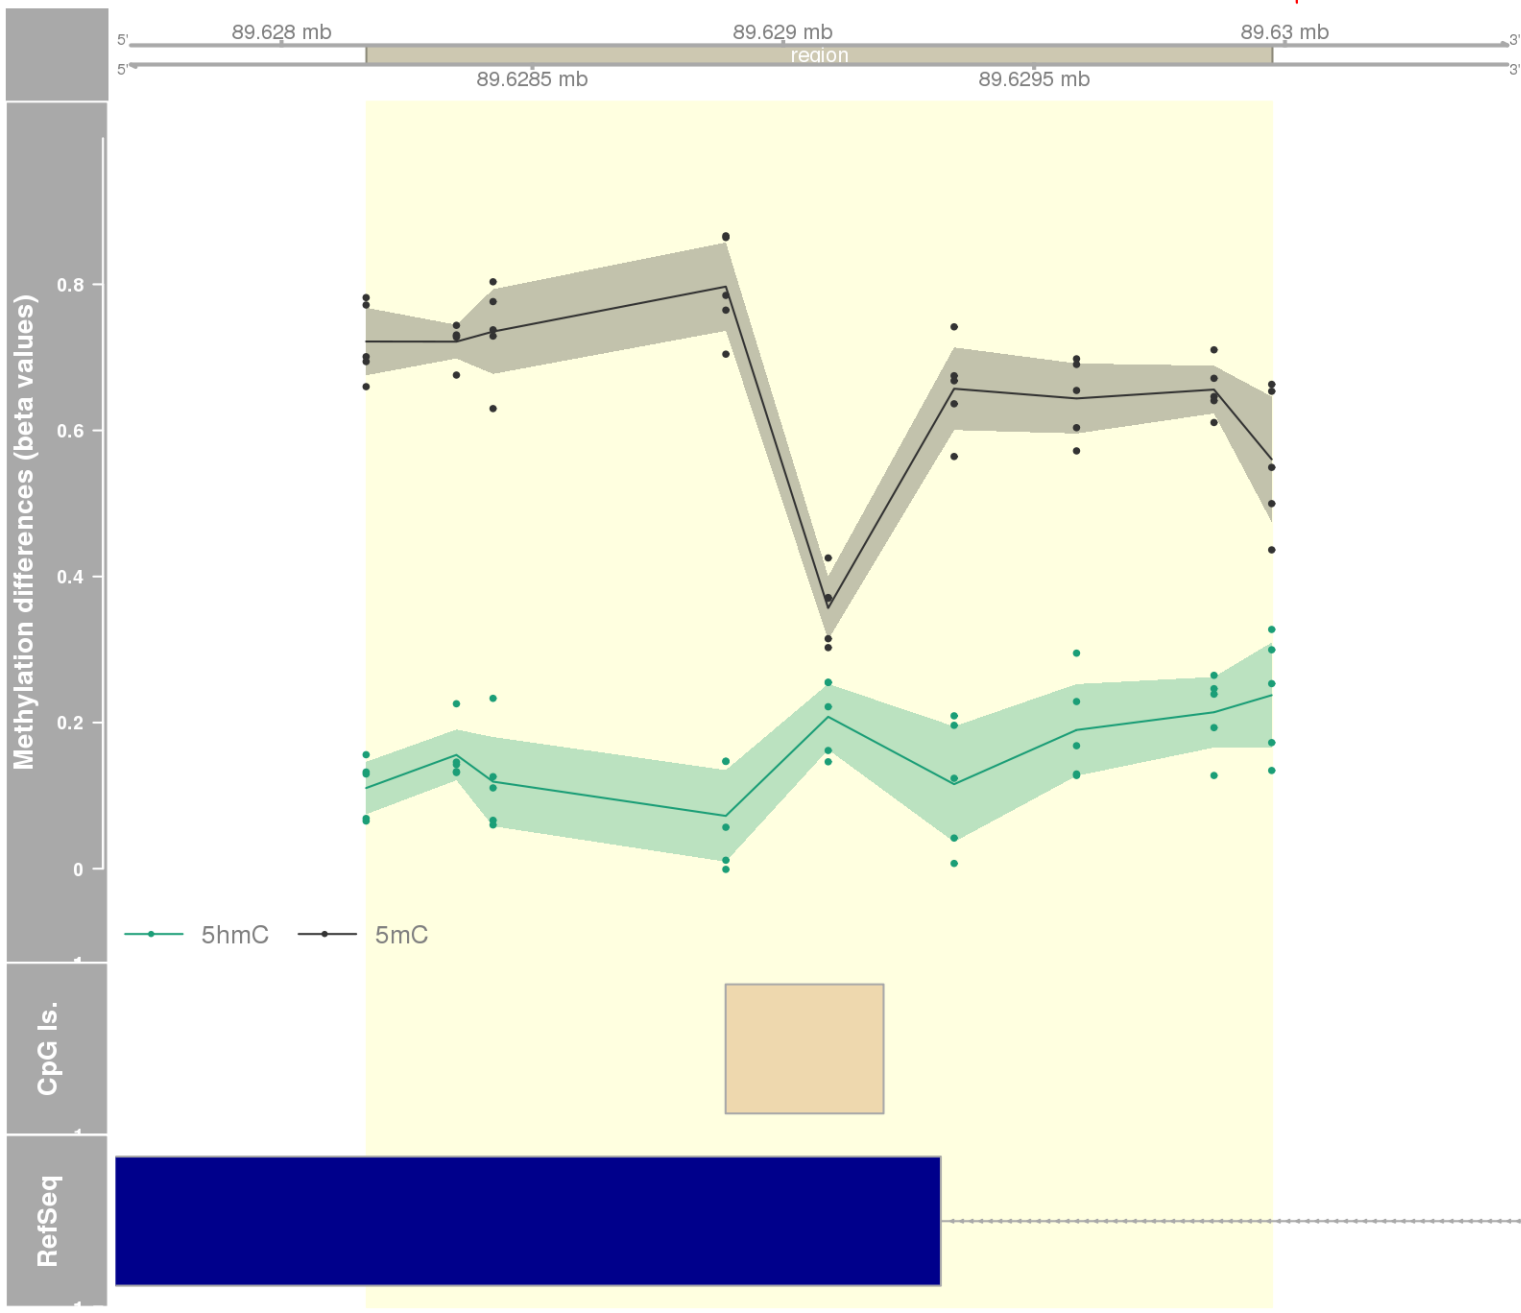 89.628 mb
89.629 mb
89.63 mb
5'
3'
region
5'
3'
89.6285 mb
89.6295 mb
Methylation differences (beta values)
0.8
0.6
0.4
0.2
0
5hmC
5mC
CpG Is.
RefSeq